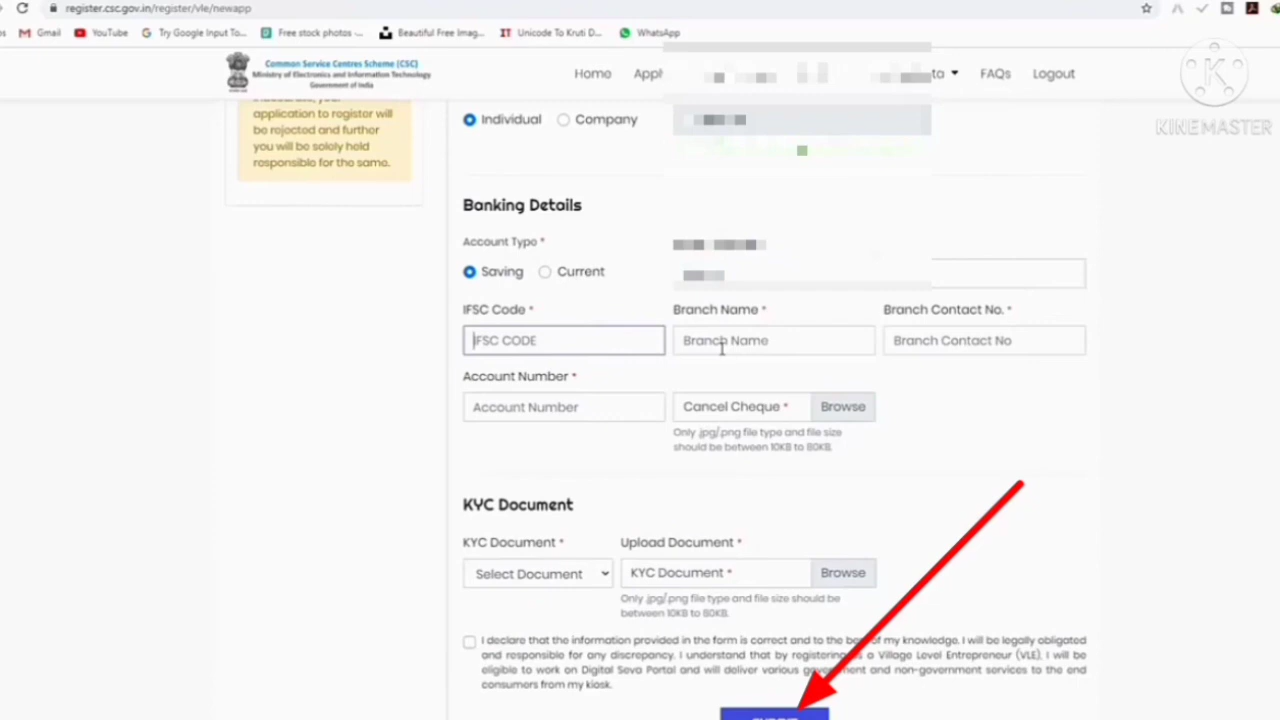 register.csc.gov.in/register/vle/newapp
Gmail YouTube Try Google Input To... Free stock photos -... Beautiful Free Imag... Unicode To Kruti D... WhatsApp
Common Service Centres Scheme (CSC)
Ministry of Electronics and Information Technology
Government of India
Home Appl ta FAQs Logout
KINEMASTER
application to register will
be rejected and further
you will be solely held
responsible for the same.
Individual Company
Banking Details
Account Type *
Saving Current
IFSC Code * Branch Name * Branch Contact No. *
IFSC CODE Branch Name Branch Contact No
Account Number *
Account Number Cancel Cheque * Browse
Only .jpg/.png file type and file size
should be between 10KB to 80KB.
KYC Document
KYC Document * Upload Document *
Select Document KYC Document * Browse
Only .jpg/.png file type and file size should be
between 10KB to 80KB.
I declare that the information provided in the form is correct and to the best of my knowledge. I will be legally obligated
and responsible for any discrepancy. I understand that by registering as a Village Level Entrepreneur (VLE), I will be
eligible to work on Digital Seva Portal and will deliver various government and non-government services to the end
consumers from my kiosk.